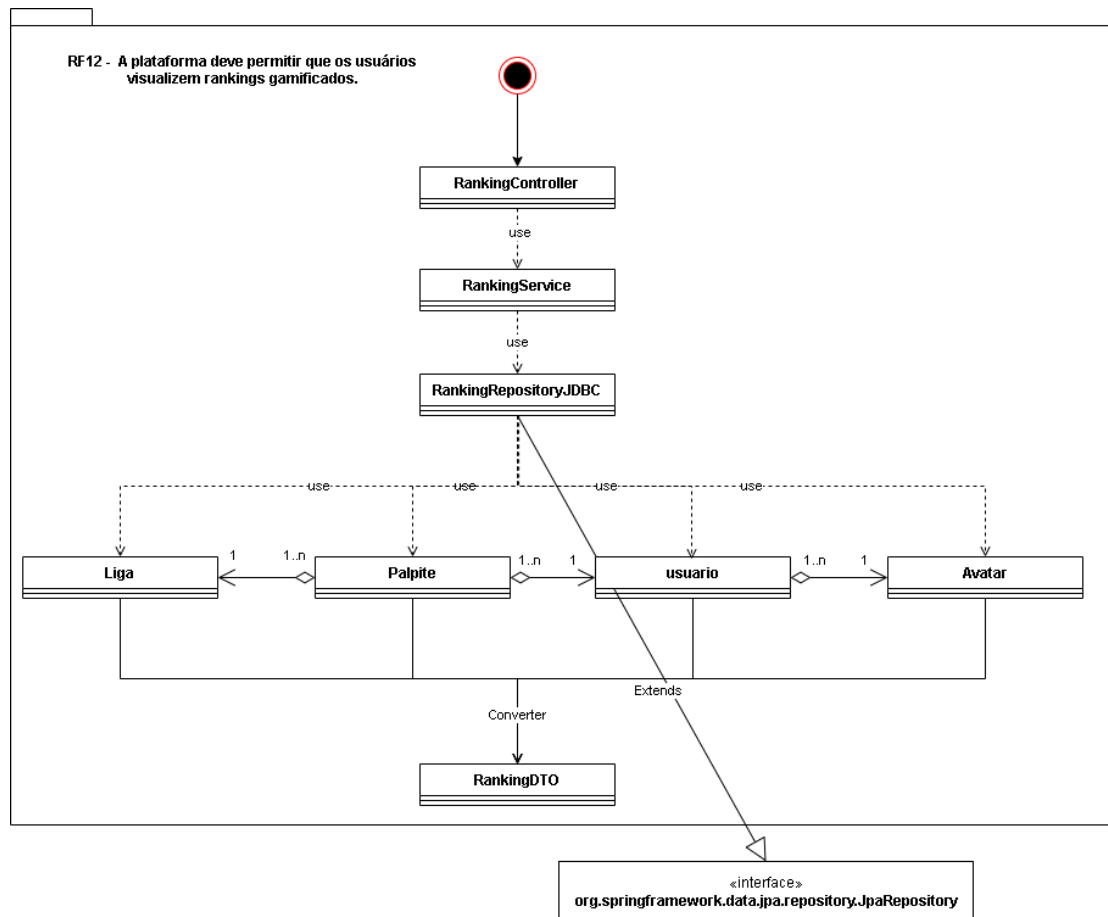 RF12 - A plataforma deve permitir que os usuários
visualizem rankings gamificados.
RankingController
use
RankingService
use
RankingRepositoryJDBC
use
use
use
use
1
1..n
1..n
1
1..n
1
Liga
Palpite
usuario
Avatar
Extends
Converter
RankingDTO
«interface»
org.springframework.data.jpa.repository.JpaRepository